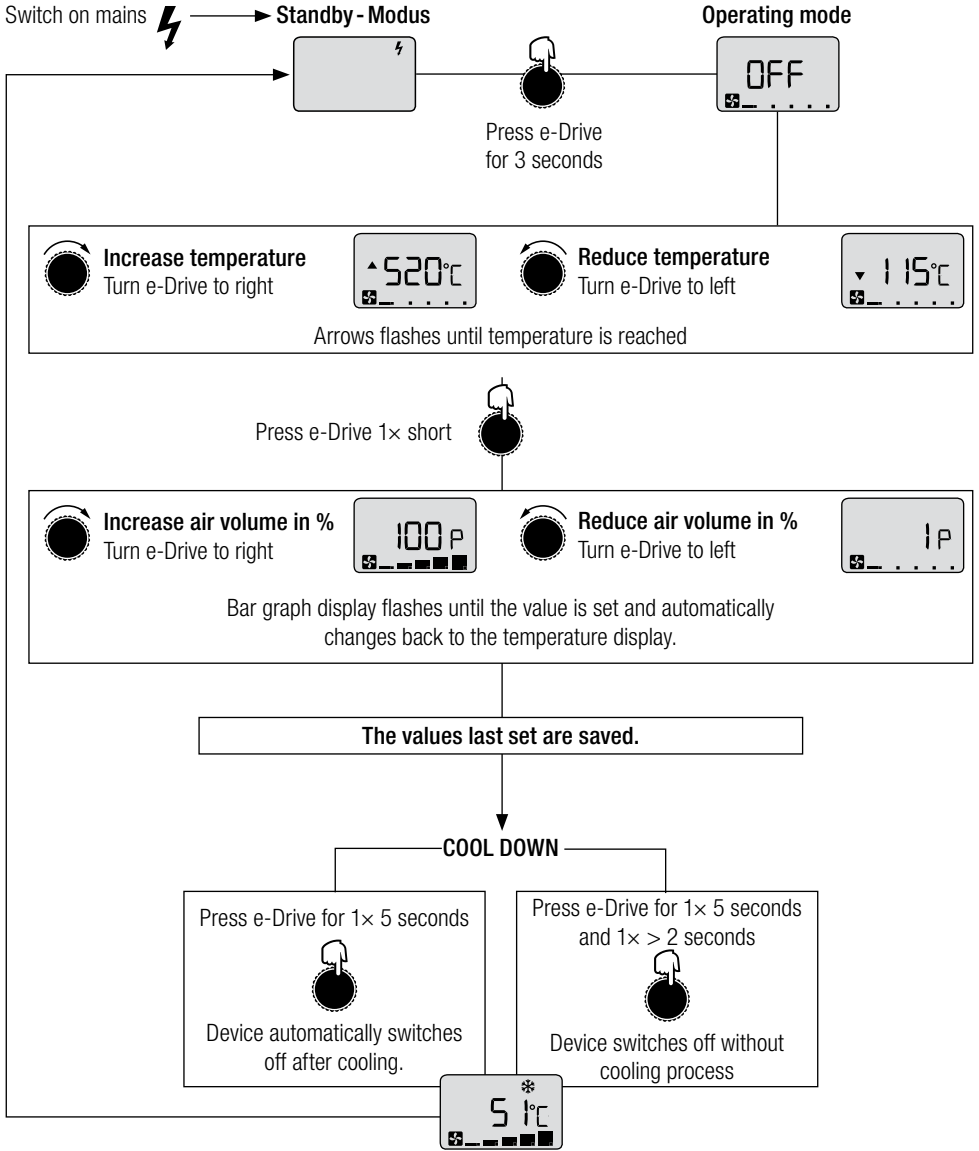 Switch on mains
Standby - Modus
Operating mode
OFF
Press e-Drive
for 3 seconds
Increase temperature
Turn e-Drive to right
520°C
Reduce temperature
Turn e-Drive to left
115°C
Arrows flashes until temperature is reached
Press e-Drive 1× short
Increase air volume in %
Turn e-Drive to right
100 P
Reduce air volume in %
Turn e-Drive to left
1 P
Bar graph display flashes until the value is set and automatically
changes back to the temperature display.
The values last set are saved.
COOL DOWN
Press e-Drive for 1× 5 seconds
Device automatically switches
off after cooling.
Press e-Drive for 1× 5 seconds
and 1× > 2 seconds
Device switches off without
cooling process
51°C